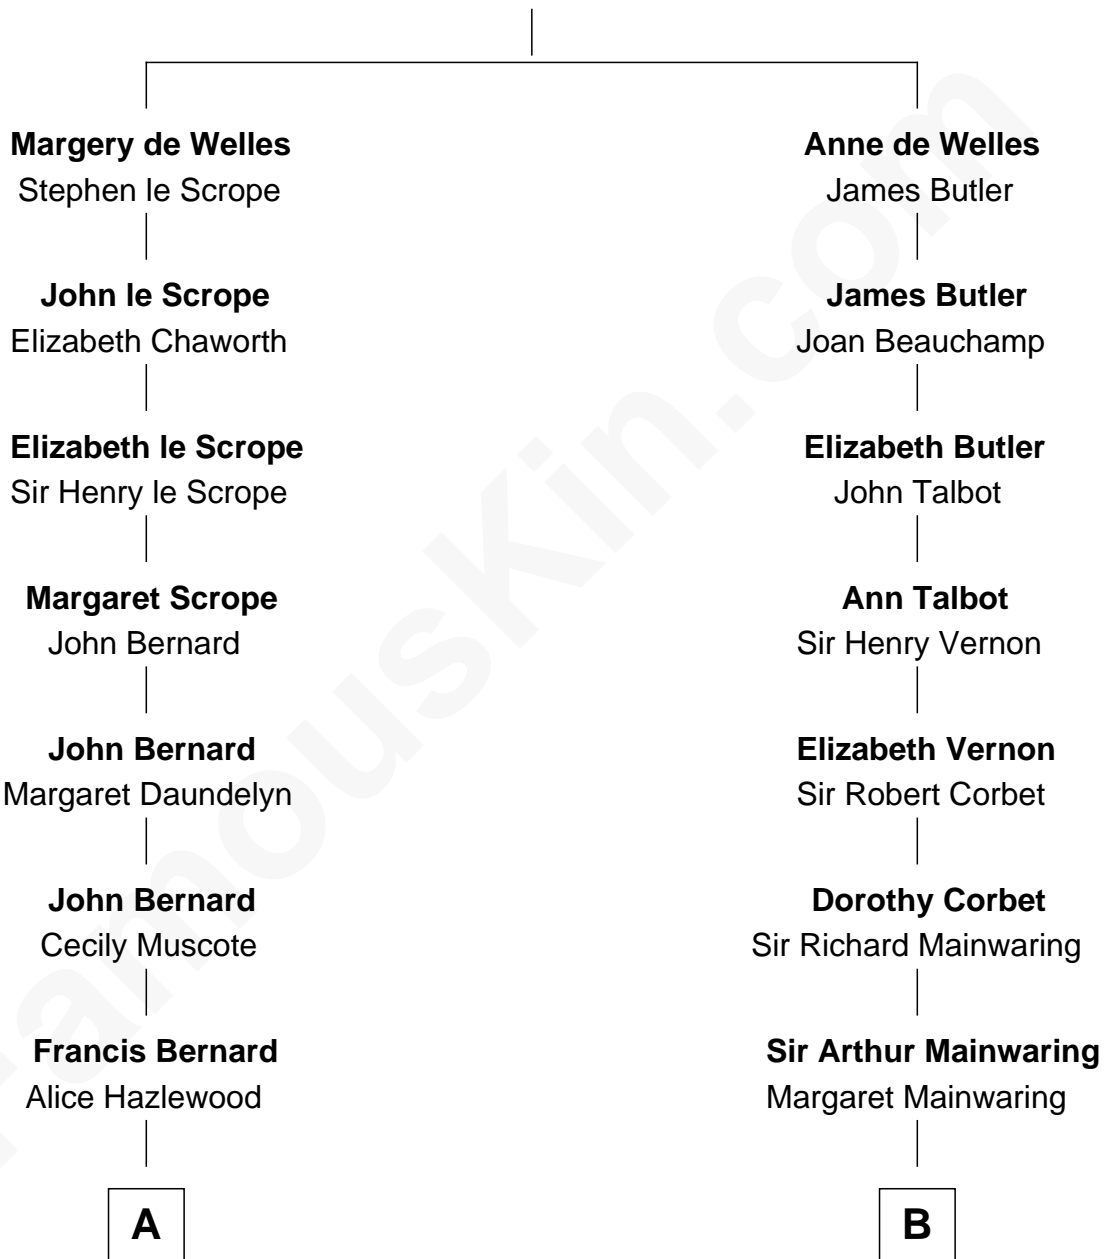 Margery de Welles
Stephen le Scrope
Anne de Welles
James Butler
John le Scrope
Elizabeth Chaworth
James Butler
Joan Beauchamp
Elizabeth le Scrope
Sir Henry le Scrope
Elizabeth Butler
John Talbot
Margaret Scrope
John Bernard
Ann Talbot
Sir Henry Vernon
John Bernard
Margaret Daundelyn
Elizabeth Vernon
Sir Robert Corbet
John Bernard
Cecily Muscote
Dorothy Corbet
Sir Richard Mainwaring
Francis Bernard
Alice Hazlewood
Sir Arthur Mainwaring
Margaret Mainwaring
A
B
FamousKin.com